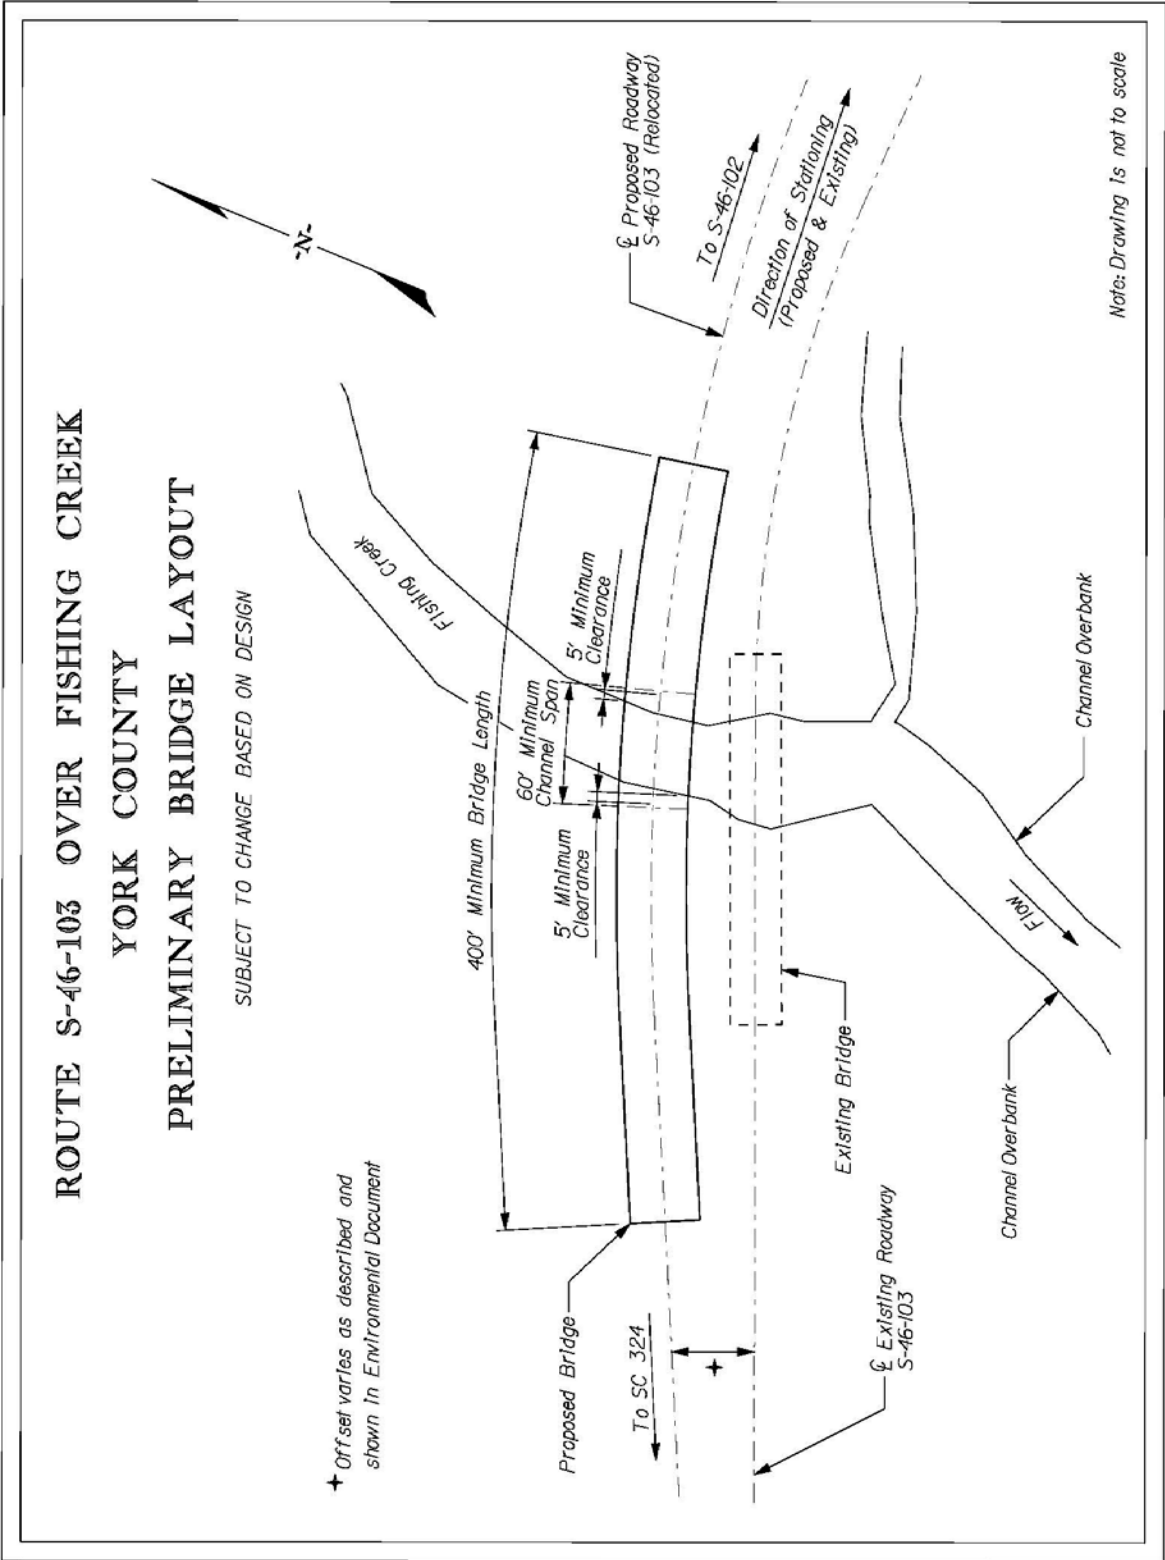 ROUTE S-46-103 OVER FISHING CREEK
YORK COUNTY
PRELIMINARY BRIDGE LAYOUT
SUBJECT TO CHANGE BASED ON DESIGN
-N-
✦ Offset varies as described and
shown in Environmental Document
Fishing Creek
400' Minimum Bridge Length
60' Minimum
Channel Span
5' Minimum
Clearance
5' Minimum
Clearance
℄ Proposed Roadway
S-46-103 (Relocated)
To S-46-102
Direction of Stationing
(Proposed & Existing)
Proposed Bridge
To SC 324
✦
Existing Bridge
℄ Existing Roadway
S-46-103
Channel Overbank
Flow
Channel Overbank
Note: Drawing is not to scale